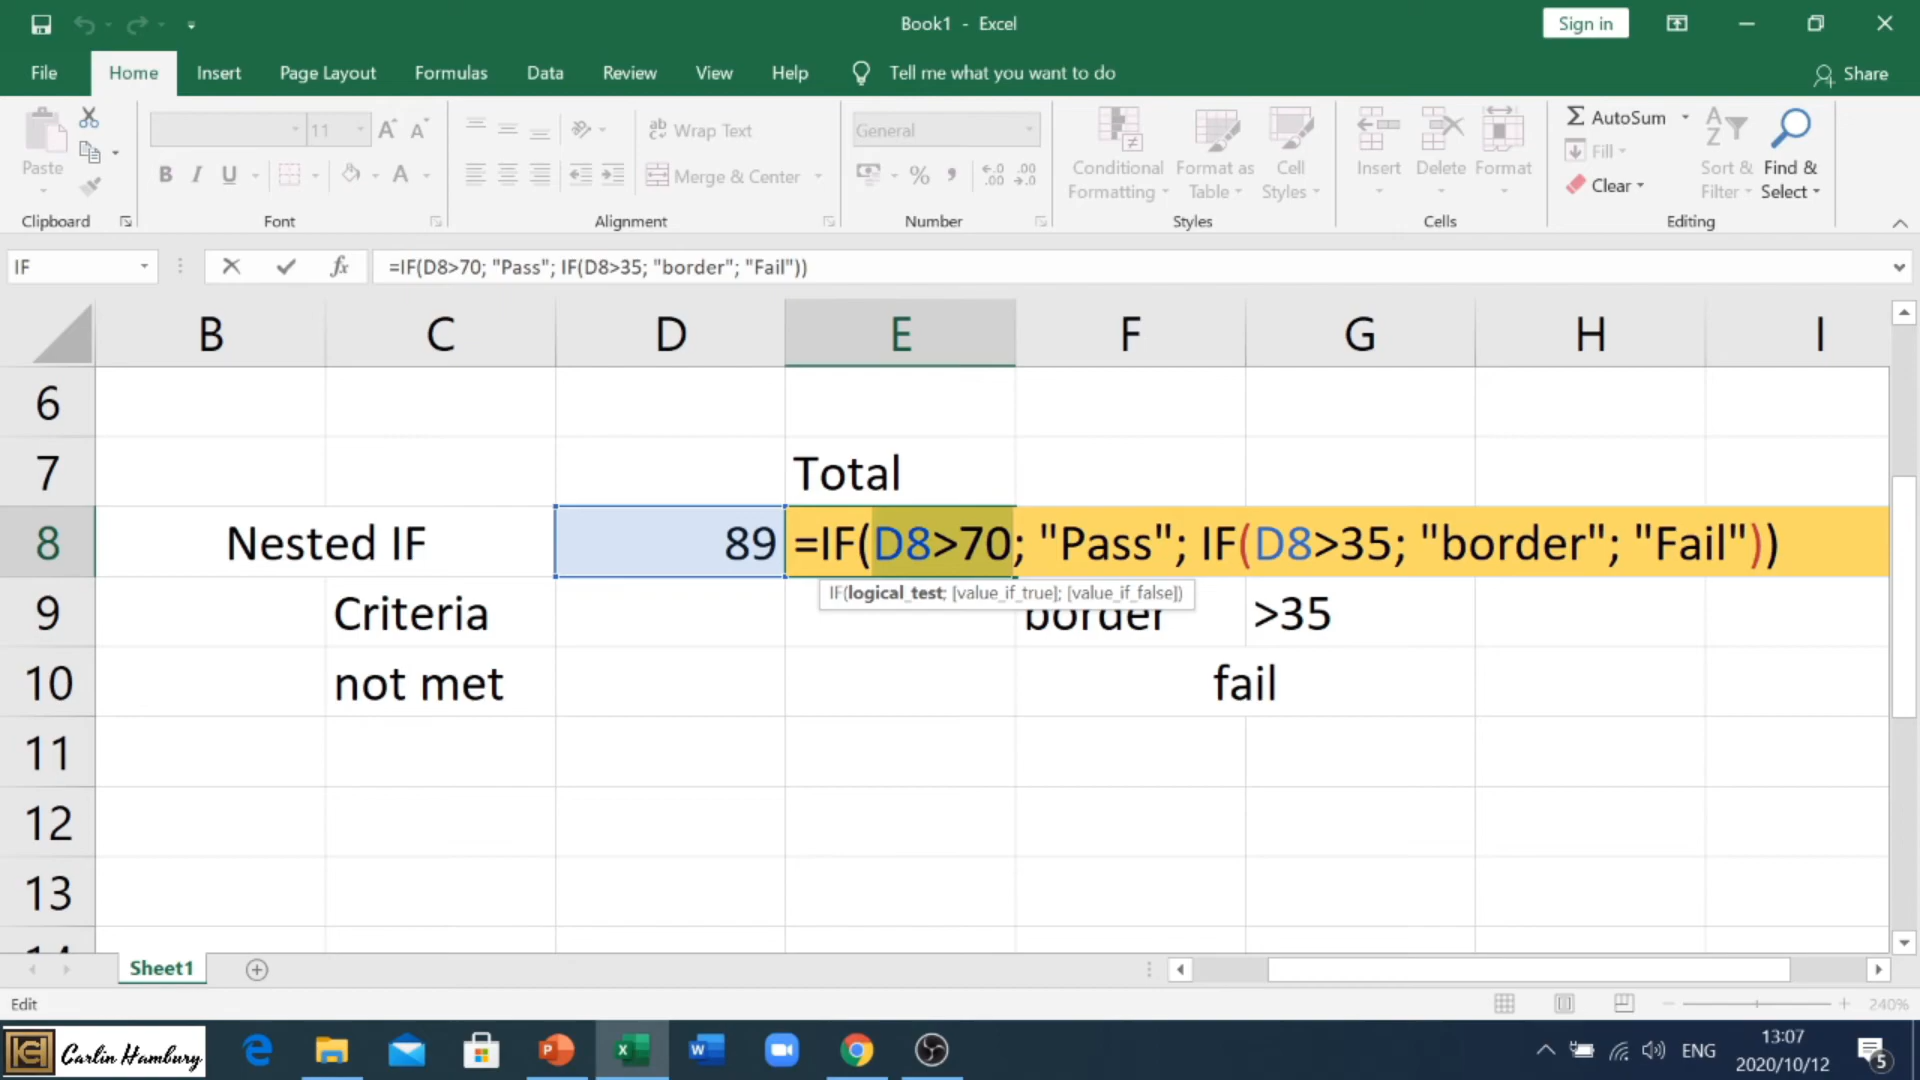 Book1 - Excel
Sign in
File Home Insert Page Layout Formulas Data Review View Help Tell me what you want to do Share
Paste
Clipboard
11
B I U
Font
Wrap Text
Merge & Center
Alignment
General
Number
Conditional Formatting
Format as Table
Cell Styles
Styles
Insert Delete Format
Cells
AutoSum
Fill
Clear
Sort & Filter
Find & Select
Editing
IF
fx
=IF(D8>70; "Pass"; IF(D8>35; "border"; "Fail"))
B C D E F G H I
6
7 Total
8 Nested IF 89 =IF(D8>70; "Pass"; IF(D8>35; "border"; "Fail"))
IF(logical_test; [value_if_true]; [value_if_false])
9 Criteria border >35
10 not met fail
11
12
13
14
Sheet1
Edit
240%
Carlin Hambury
ENG
13:07
2020/10/12
5